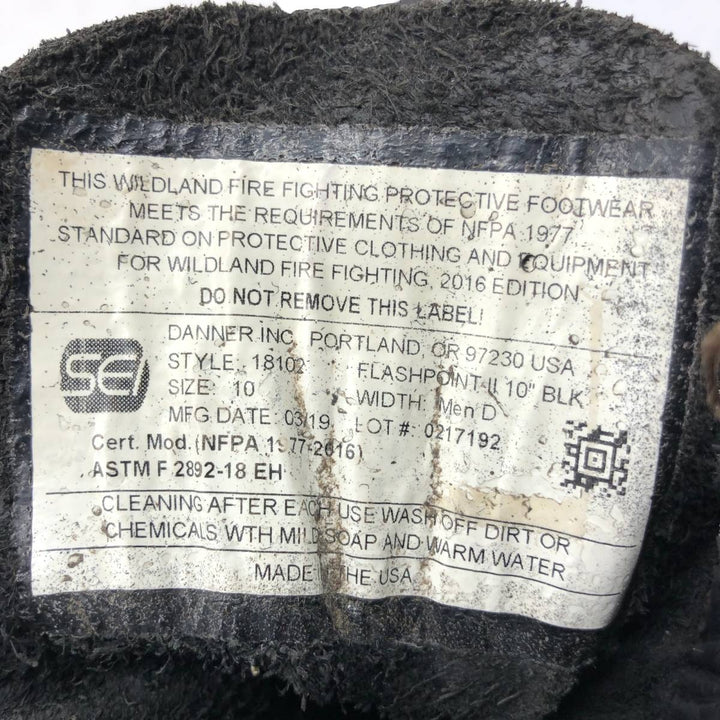 THIS WILDLAND FIRE FIGHTING PROTECTIVE FOOTWEAR
MEETS THE REQUIREMENTS OF NFPA 1977
STANDARD ON PROTECTIVE CLOTHING AND EQUIPMENT
FOR WILDLAND FIRE FIGHTING, 2016 EDITION
DO NOT REMOVE THIS LABEL!
SEI
DANNER INC, PORTLAND, OR 97230 USA
STYLE: 18102 FLASHPOINT-II 10" BLK
SIZE: 10 WIDTH: Men D
MFG.DATE 03/19 LOT #: 0217192
Cert. Mod. (NFPA 1977-2016)
ASTM F 2892-18 EH
CLEANING AFTER EACH USE WASH OFF DIRT OR
CHEMICALS WTH MILD SOAP AND WARM WATER
MADE THE USA